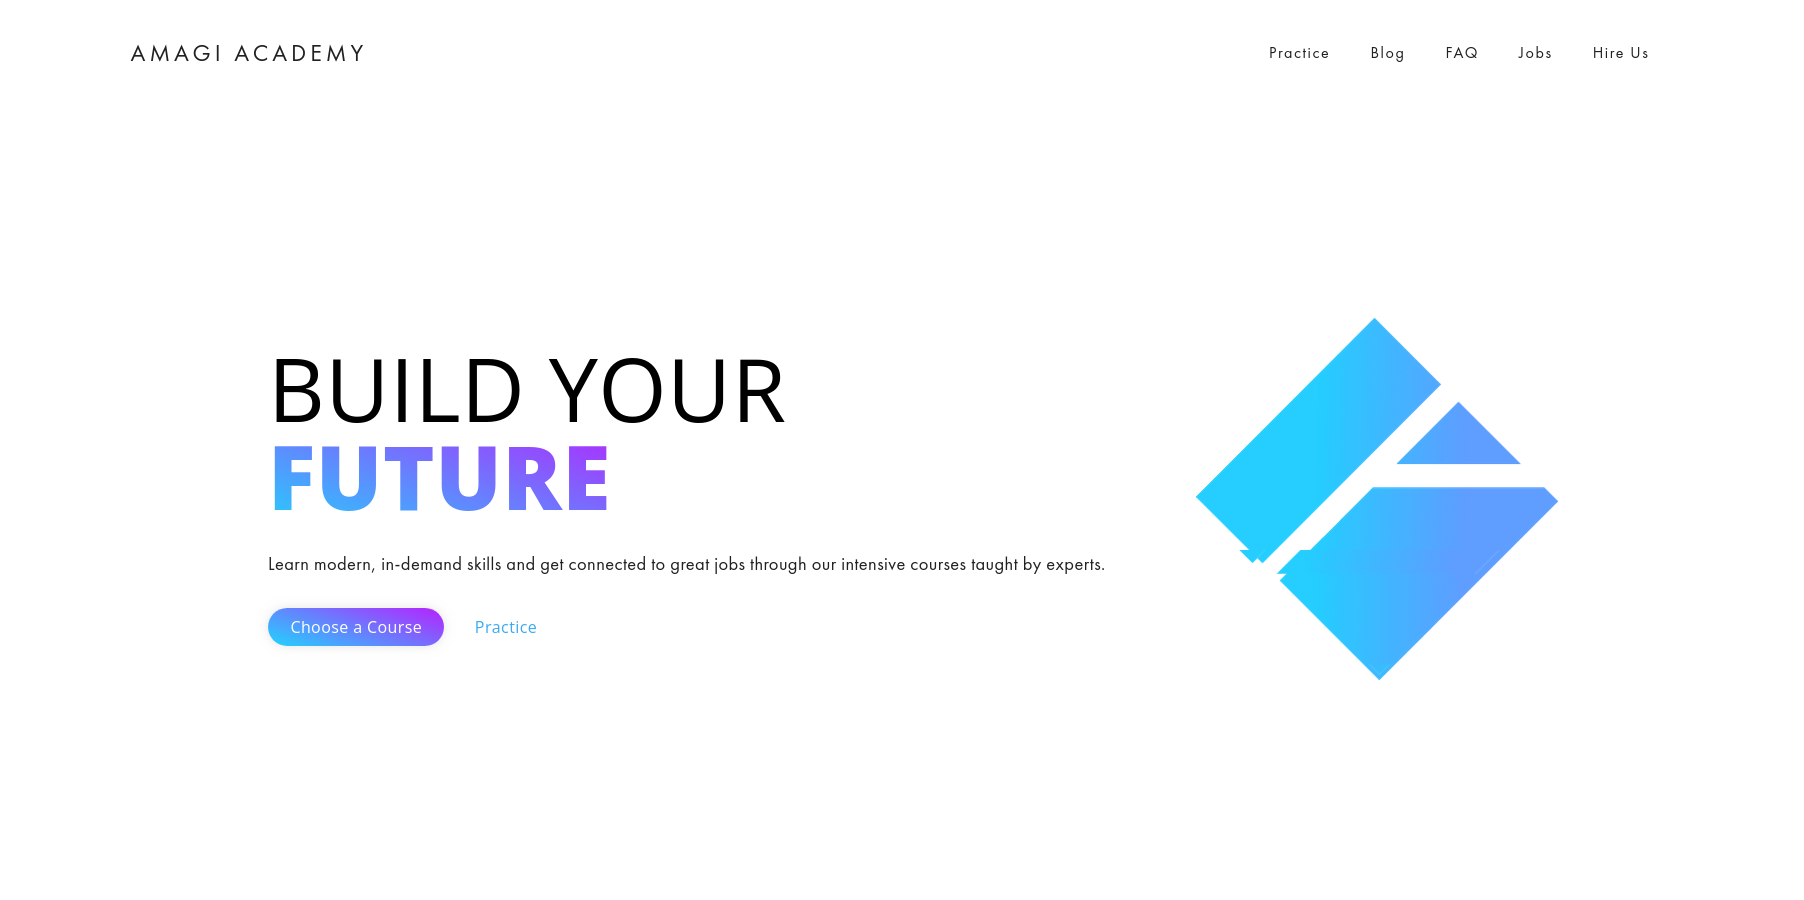 AMAGI ACADEMY
Practice
Blog
FAQ
Jobs
Hire Us
BUILD YOUR
FUTURE
Learn modern, in-demand skills and get connected to great jobs through our intensive courses taught by experts.
Choose a Course
Practice